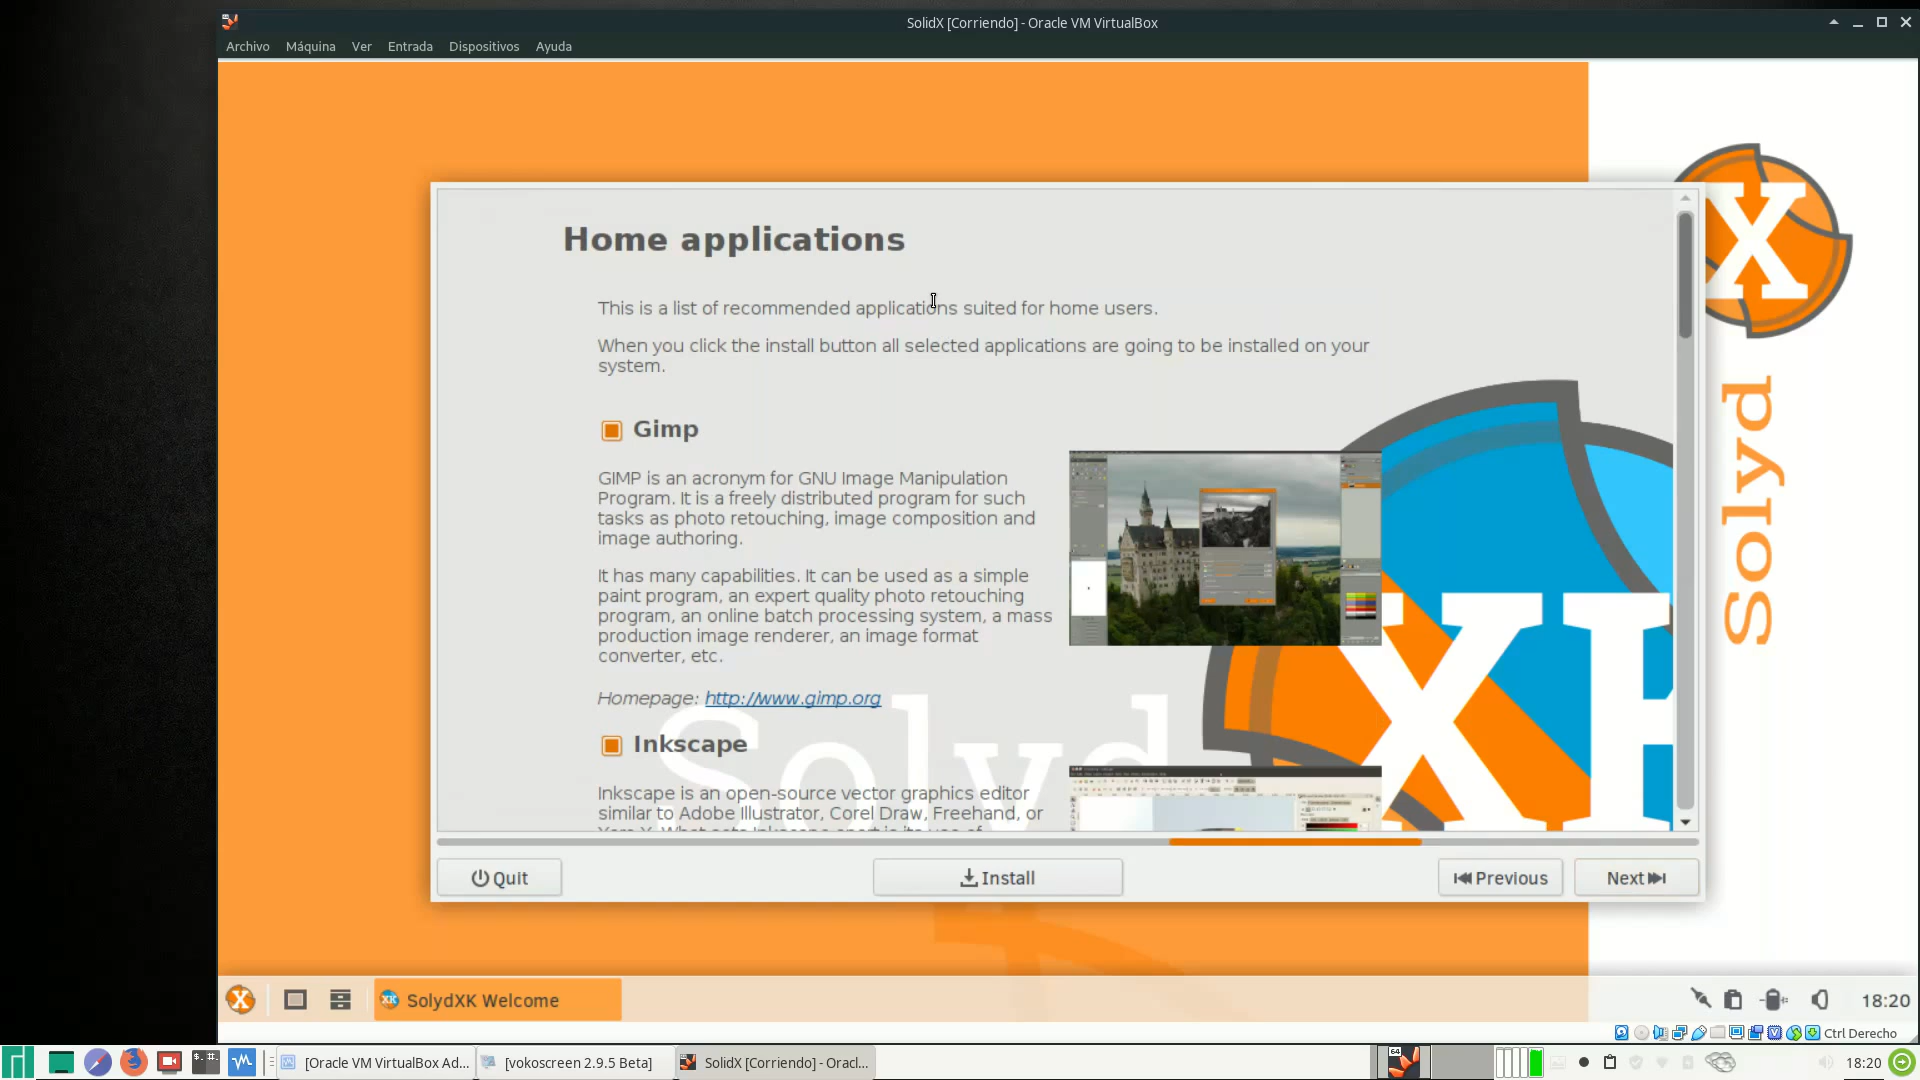 SolidX [Corriendo] - Oracle VM VirtualBox
Archivo Máquina Ver Entrada Dispositivos Ayuda
Home applications
This is a list of recommended applications suited for home users.
When you click the install button all selected applications are going to be installed on your
system.
Gimp
GIMP is an acronym for GNU Image Manipulation
Program. It is a freely distributed program for such
tasks as photo retouching, image composition and
image authoring.
It has many capabilities. It can be used as a simple
paint program, an expert quality photo retouching
program, an online batch processing system, a mass
production image renderer, an image format
converter, etc.
Homepage: http://www.gimp.org
Inkscape
Inkscape is an open-source vector graphics editor
similar to Adobe Illustrator, Corel Draw, Freehand, or
Solyd
XK
X
Solyd
Quit
Install
Previous
Next
SolydXK Welcome
18:20
Ctrl Derecho
[Oracle VM VirtualBox Ad...
[vokoscreen 2.9.5 Beta]
SolidX [Corriendo] - Oracl...
64
18:20